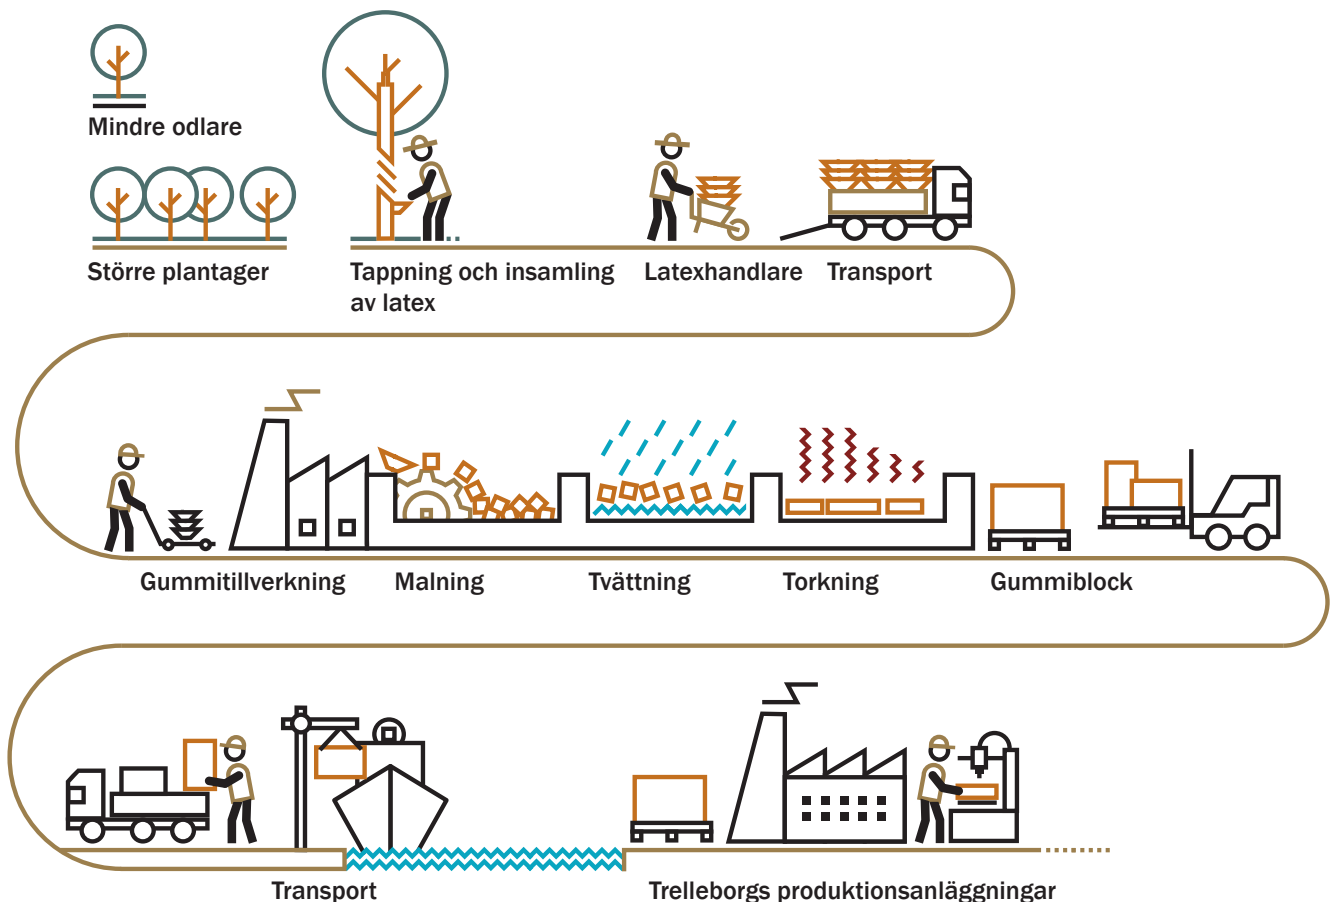 Mindre odlare
Större plantager
Tappning och insamling
av latex
Latexhandlare
Transport
Gummitillverkning
Malning
Tvättning
Torkning
Gummiblock
Transport
Trelleborgs produktionsanläggningar